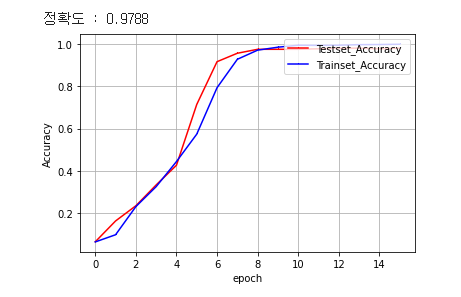 정확도 : 0.9788
1.0
0.8
0.6
0.4
0.2
Accuracy
Testset_Accuracy
Trainset_Accuracy
0 2 4 6 8 10 12 14
epoch